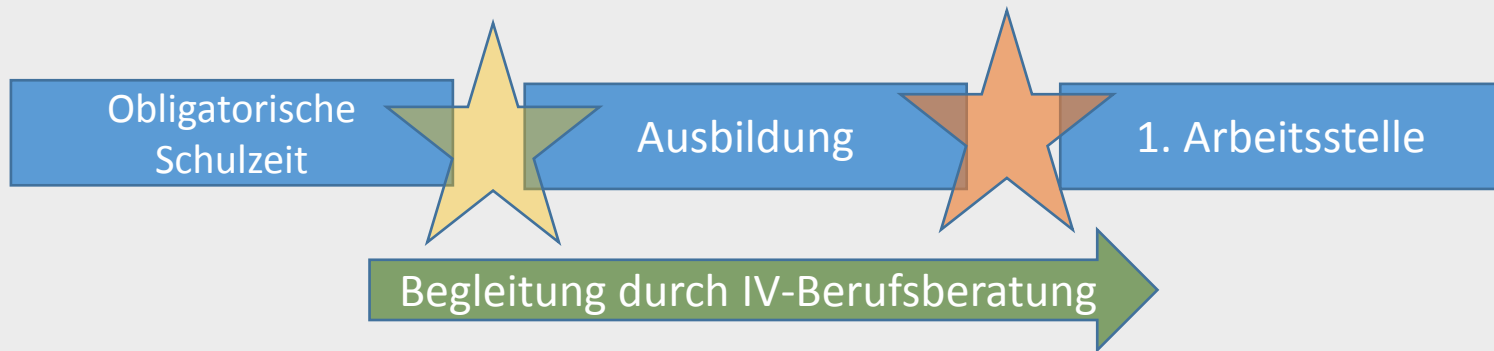 Obligatorische
Schulzeit
Ausbildung
1. Arbeitsstelle
Begleitung durch IV-Berufsberatung